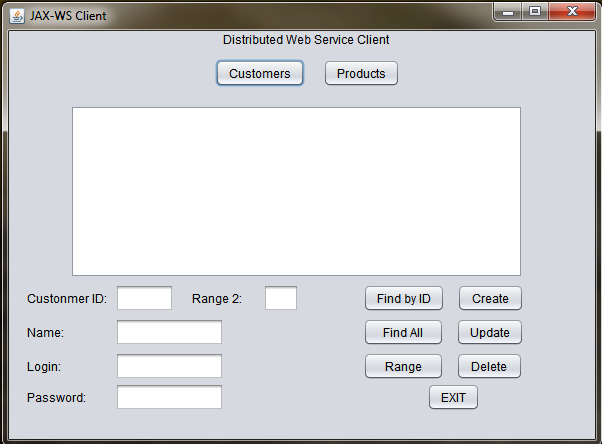 JAX-WS Client
Distributed Web Service Client
Customers Products
Custonmer ID: Range 2: Find by ID Create
Name: Find All Update
Login: Range Delete
Password: EXIT